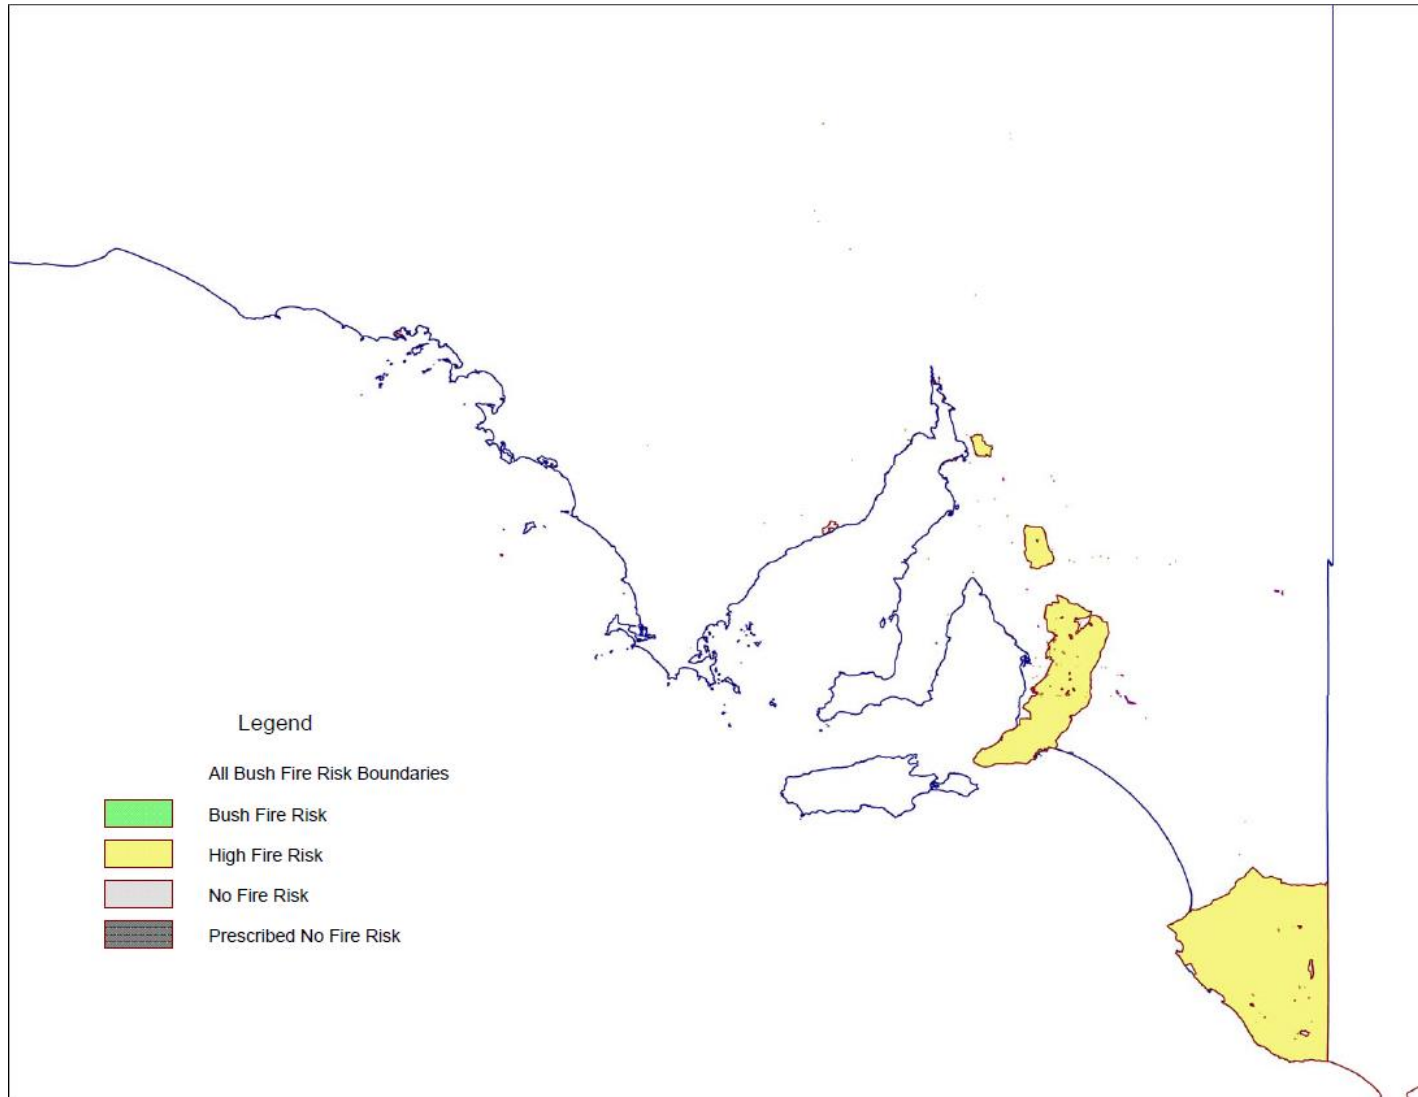 Legend
All Bush Fire Risk Boundaries
Bush Fire Risk
High Fire Risk
No Fire Risk
Prescribed No Fire Risk